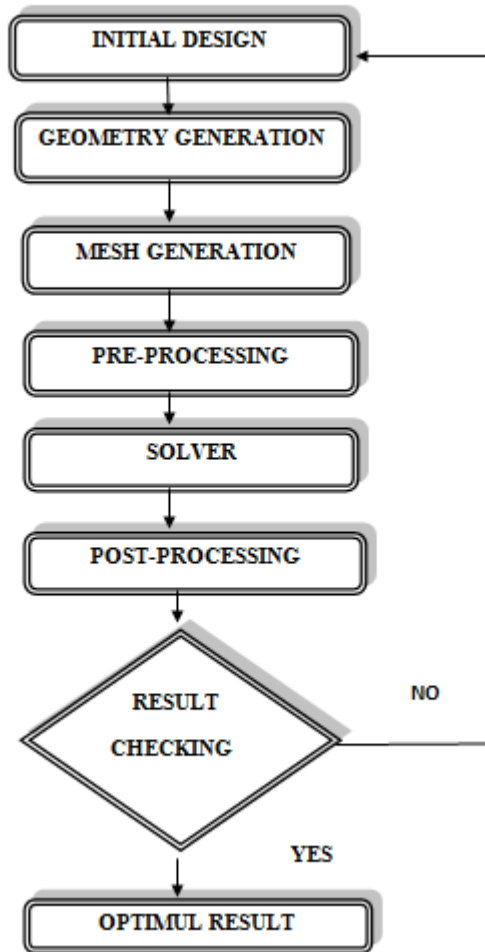 INITIAL DESIGN
GEOMETRY GENERATION
MESH GENERATION
PRE-PROCESSING
SOLVER
POST-PROCESSING
RESULT
CHECKING
NO
YES
OPTIMUL RESULT